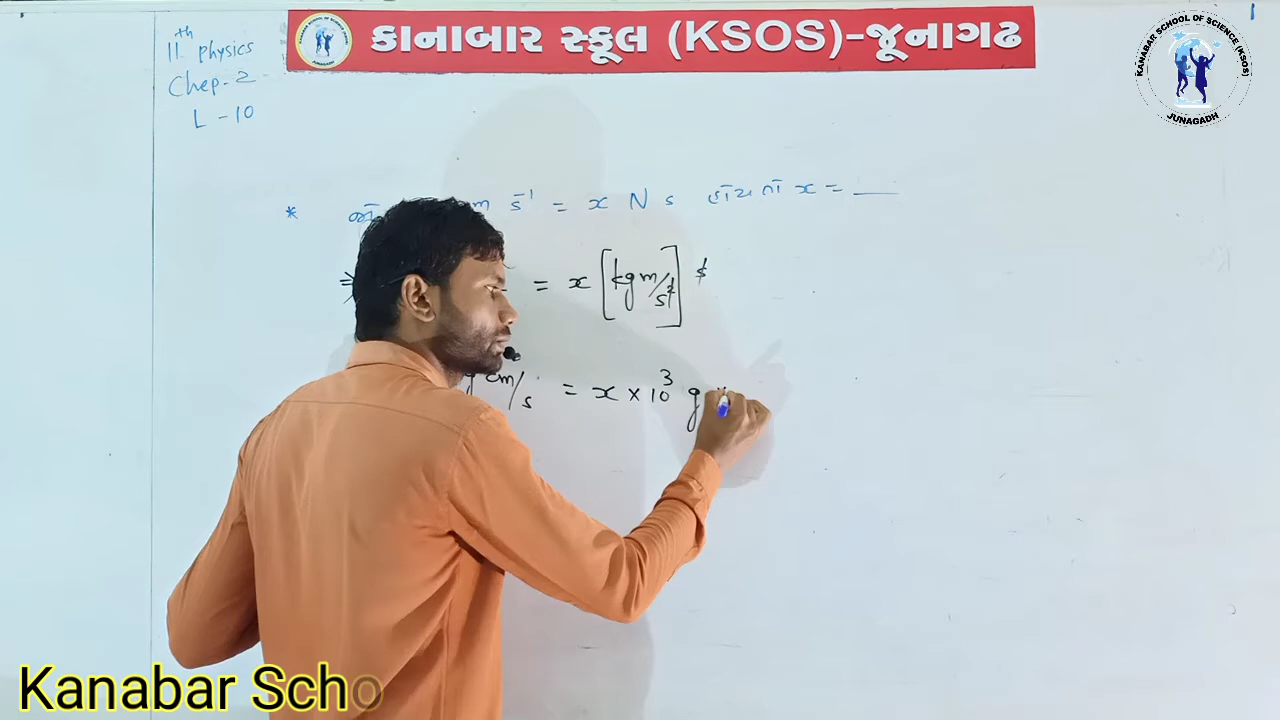 કાનાબાર સ્કૂલ (KSOS)-જૂનાગઢ
KANABAR SCHOOL OF SCIENCE (KSOS)
JUNAGADH
11th physics
Chep-2
L-10
* જો m s⁻¹ = x N s હોય તો x = ___
⇒ = x [kg m/s²] s
g cm/s = x × 10³ g
Kanabar Scho